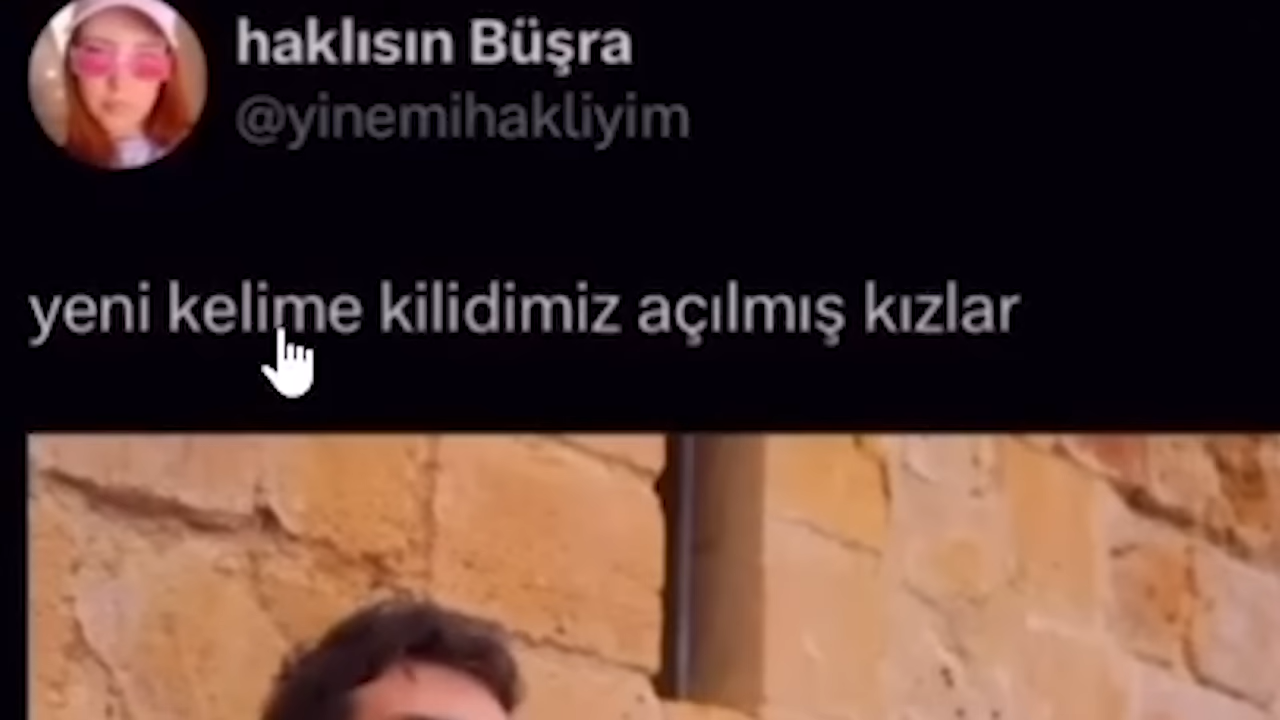 haklısın Büşra
@yinemihakliyim
yeni kelime kilidimiz açılmış kızlar